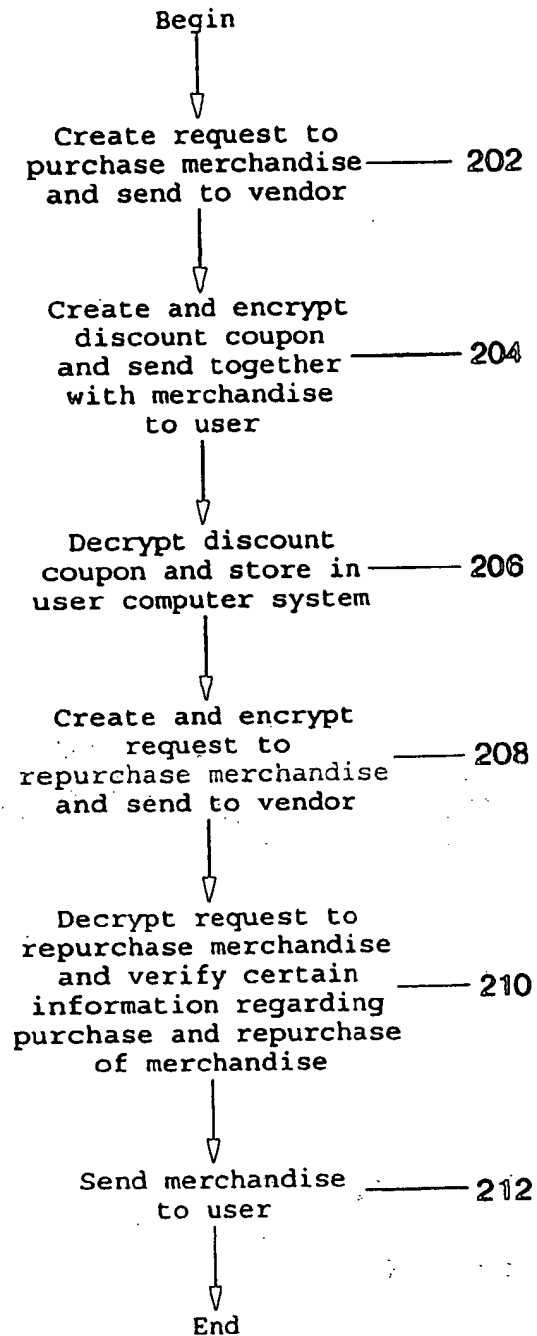 Begin
Create request to
purchase merchandise 202
and send to vendor
Create and encrypt
discount coupon
and send together 204
with merchandise
to user
Decrypt discount
coupon and store in 206
user computer system
Create and encrypt
request to 208
repurchase merchandise
and send to vendor
Decrypt request to
repurchase merchandise
and verify certain 210
information regarding
purchase and repurchase
of merchandise
Send merchandise 212
to user
End